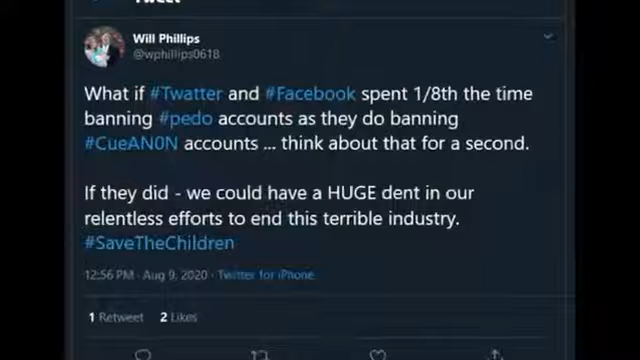 Tweet
Will Phillips
@wphillips0618
What if #Twatter and #Facebook spent 1/8th the time
banning #pedo accounts as they do banning
#CueAN0N accounts ... think about that for a second.
If they did - we could have a HUGE dent in our
relentless efforts to end this terrible industry.
#SaveTheChildren
12:56 PM · Aug 9, 2020 · Twitter for iPhone
1 Retweet 2 Likes